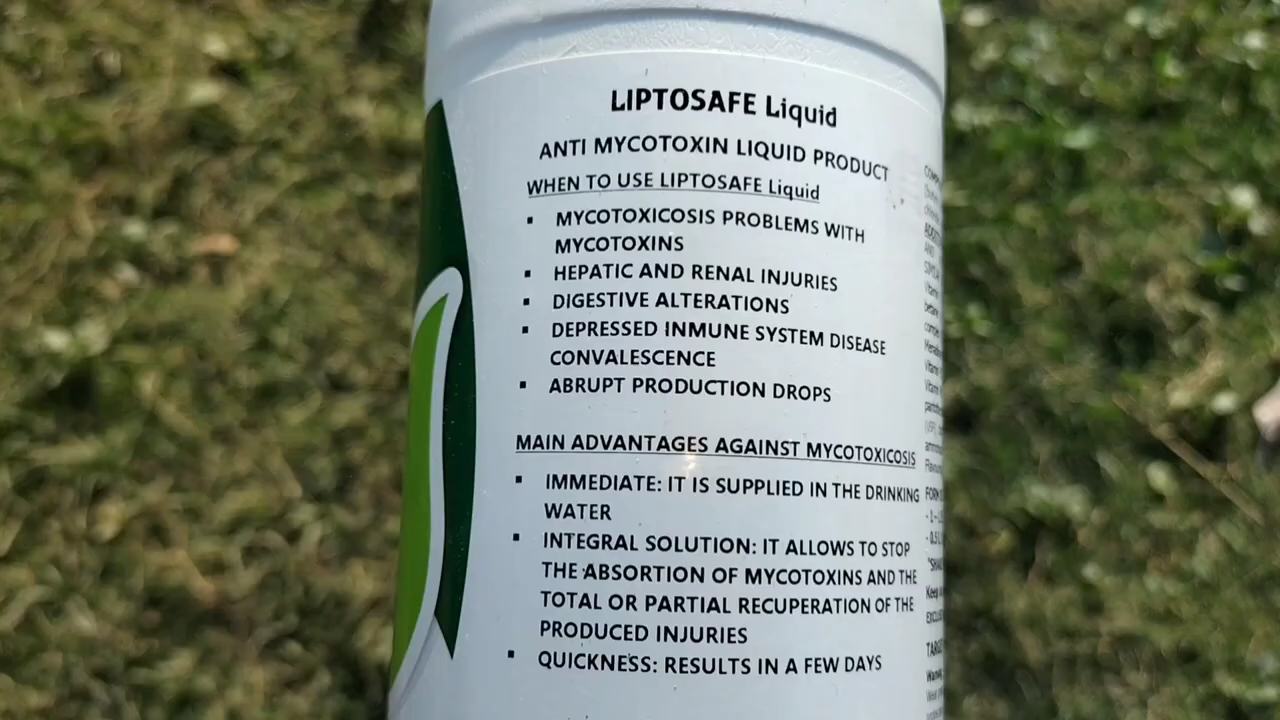 LIPTOSAFE Liquid
ANTI MYCOTOXIN LIQUID PRODUCT
WHEN TO USE LIPTOSAFE Liquid
▪ MYCOTOXICOSIS PROBLEMS WITH
MYCOTOXINS
▪ HEPATIC AND RENAL INJURIES
▪ DIGESTIVE ALTERATIONS
▪ DEPRESSED INMUNE SYSTEM DISEASE
CONVALESCENCE
▪ ABRUPT PRODUCTION DROPS
MAIN ADVANTAGES AGAINST MYCOTOXICOSIS
▪ IMMEDIATE: IT IS SUPPLIED IN THE DRINKING
WATER
▪ INTEGRAL SOLUTION: IT ALLOWS TO STOP
THE ABSORTION OF MYCOTOXINS AND THE
TOTAL OR PARTIAL RECUPERATION OF THE
PRODUCED INJURIES
▪ QUICKNESS: RESULTS IN A FEW DAYS